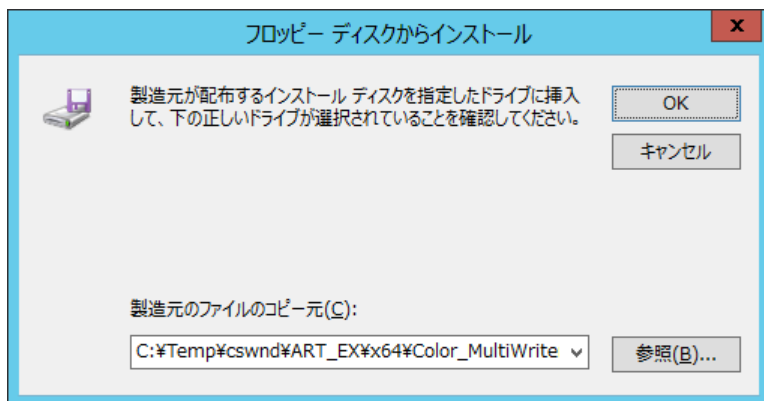 フロッピー ディスクからインストール
x
製造元が配布するインストール ディスクを指定したドライブに挿入
して、下の正しいドライブが選択されていることを確認してください。
OK
キャンセル
製造元のファイルのコピー元(C):
C:¥Temp¥cswnd¥ART_EX¥x64¥Color_MultiWrite
参照(B)...